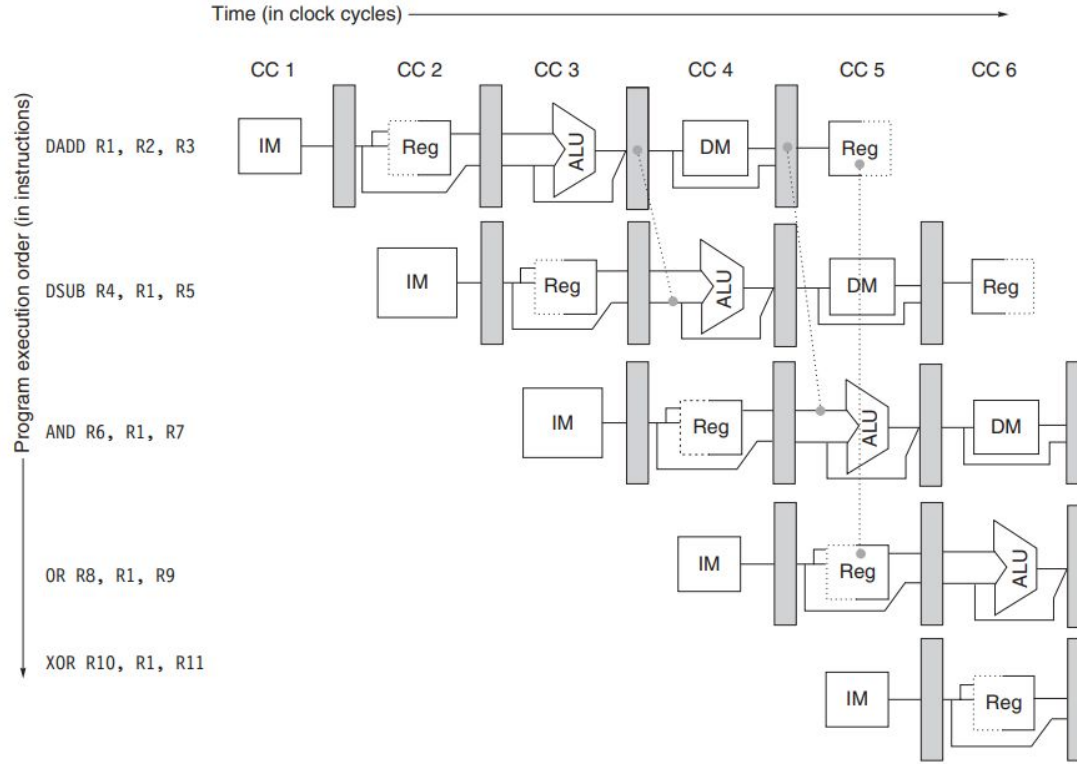 Time (in clock cycles)
CC 1 CC 2 CC 3 CC 4 CC 5 CC 6
Program execution order (in instructions)
DADD R1, R2, R3
IM Reg ALU DM Reg
DSUB R4, R1, R5
IM Reg ALU DM Reg
AND R6, R1, R7
IM Reg ALU DM
OR R8, R1, R9
IM Reg ALU
XOR R10, R1, R11
IM Reg